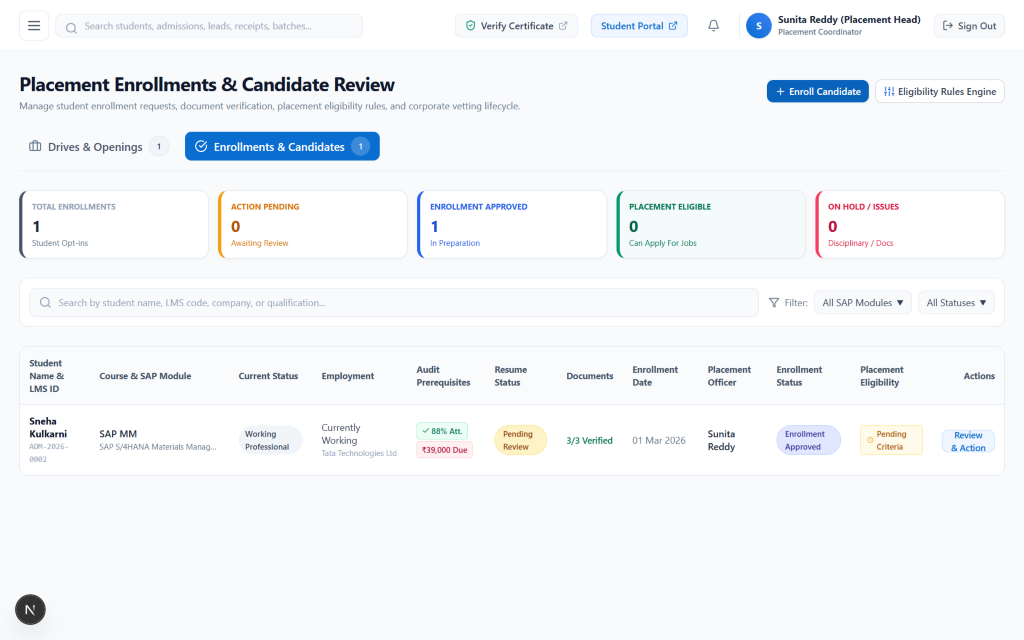 Search students, admissions, leads, receipts, batches...
Verify Certificate
Student Portal
S
Sunita Reddy (Placement Head)
Placement Coordinator
Sign Out
Placement Enrollments & Candidate Review
Manage student enrollment requests, document verification, placement eligibility rules, and corporate vetting lifecycle.
+ Enroll Candidate
Eligibility Rules Engine
Drives & Openings 1
Enrollments & Candidates 1
TOTAL ENROLLMENTS
1
Student Opt-ins
ACTION PENDING
0
Awaiting Review
ENROLLMENT APPROVED
1
In Preparation
PLACEMENT ELIGIBLE
0
Can Apply For Jobs
ON HOLD / ISSUES
0
Disciplinary / Docs
Search by student name, LMS code, company, or qualification...
Filter:
All SAP Modules ▼
All Statuses ▼
Student
Name &
LMS ID
Course & SAP Module
Current Status
Employment
Audit
Prerequisites
Resume
Status
Documents
Enrollment
Date
Placement
Officer
Enrollment
Status
Placement
Eligibility
Actions
Sneha
Kulkarni
ADM-2026-
0002
SAP MM
SAP S/4HANA Materials Manag...
Working
Professional
Currently
Working
Tata Technologies Ltd
✓ 88% Att.
₹39,000 Due
Pending
Review
3/3 Verified
01 Mar 2026
Sunita
Reddy
Enrollment
Approved
Pending
Criteria
Review
& Action
N